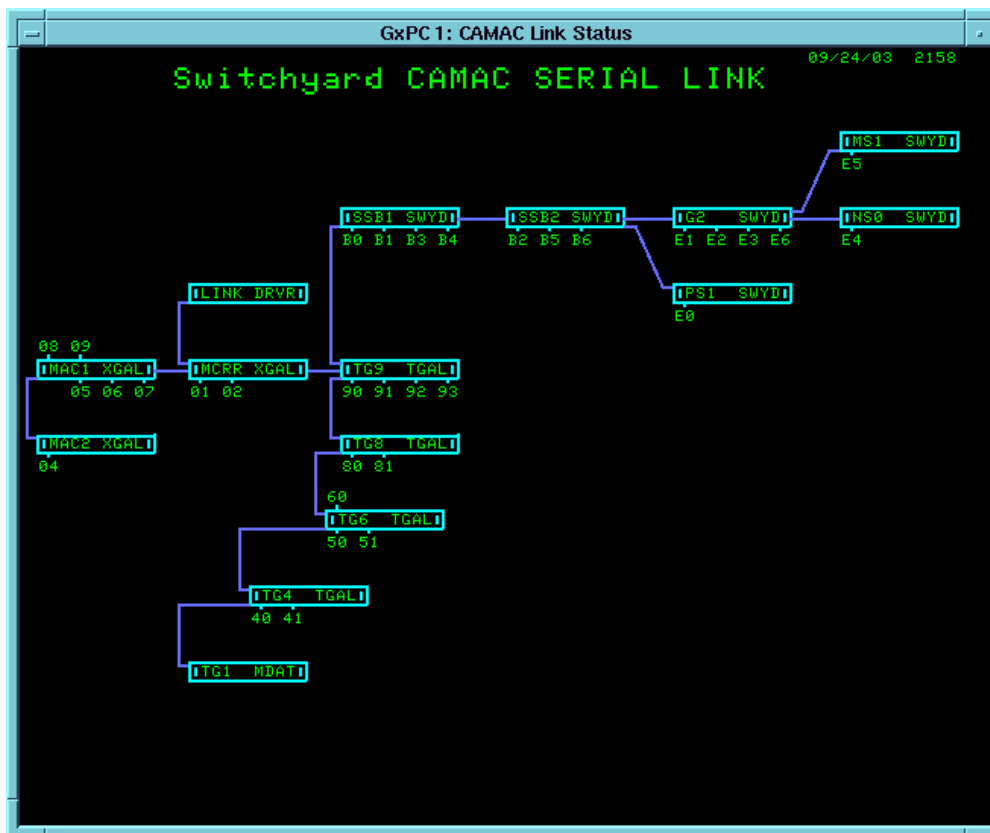 GxPC 1: CAMAC Link Status
09/24/03 2158
Switchyard CAMAC SERIAL LINK
MS1 SWYD
E5
SSB1 SWYD SSB2 SWYD G2 SWYD NS0 SWYD
B0 B1 B3 B4 B2 B5 B6 E1 E2 E3 E6 E4
LINK DRVR PS1 SWYD
E0
08 09
MAC1 XGAL MCRR XGAL TG9 TGAL
05 06 07 01 02 90 91 92 93
MAC2 XGAL TG8 TGAL
04 80 81
60
TG6 TGAL
50 51
TG4 TGAL
40 41
TG1 MDAT